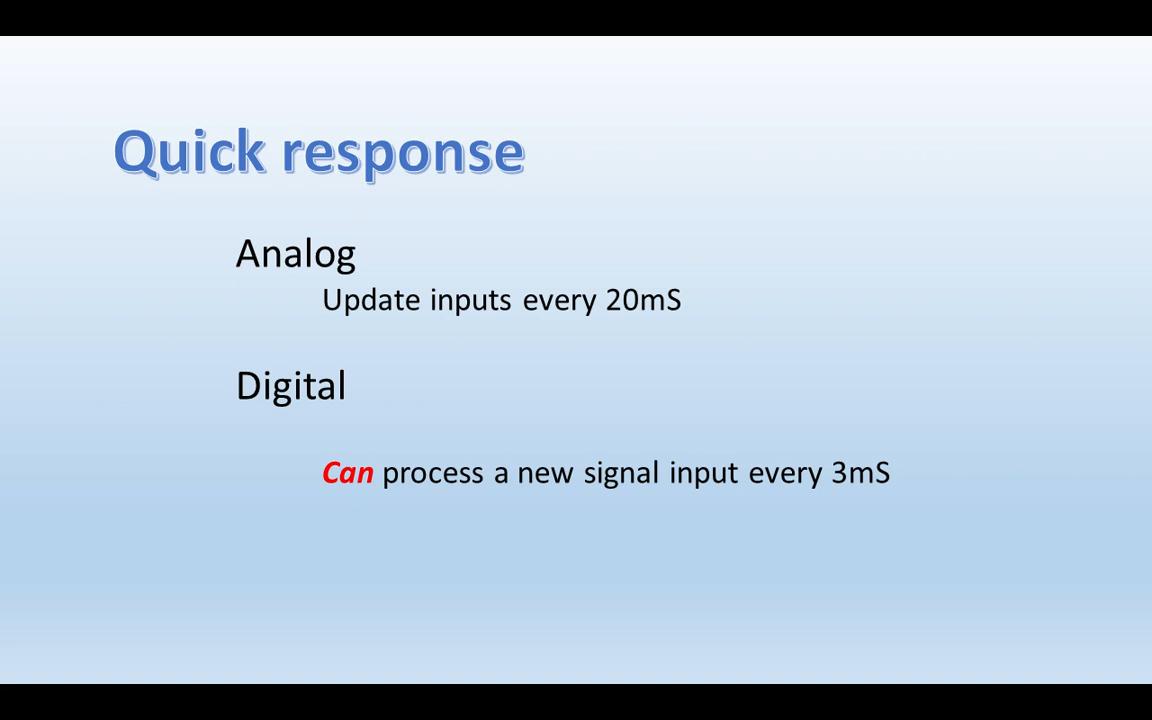 Quick response
Analog
Update inputs every 20mS
Digital
Can process a new signal input every 3mS